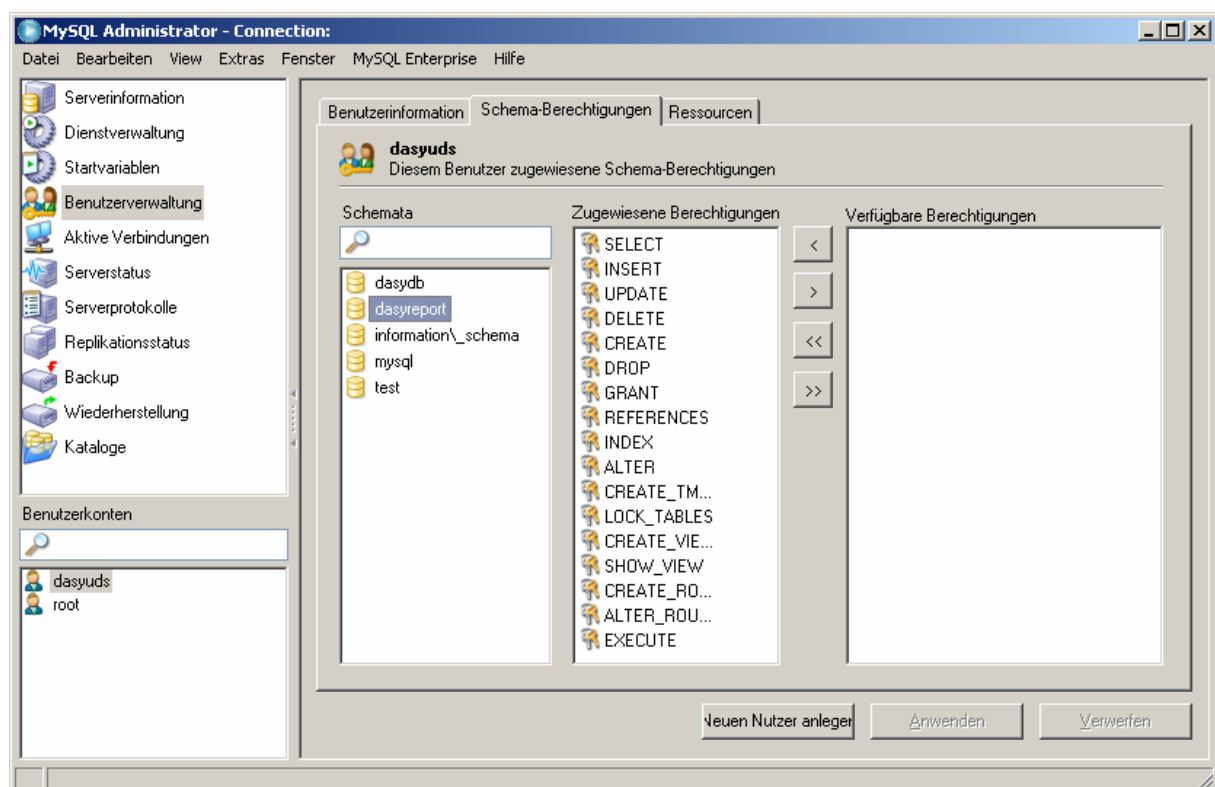 MySQL Administrator - Connection:
Datei Bearbeiten View Extras Fenster MySQL Enterprise Hilfe
Serverinformation
Dienstverwaltung
Startvariablen
Benutzerverwaltung
Aktive Verbindungen
Serverstatus
Serverprotokolle
Replikationsstatus
Backup
Wiederherstellung
Kataloge
Benutzerkonten
dasyuds
root
Benutzerinformation Schema-Berechtigungen Ressourcen
dasyuds
Diesem Benutzer zugewiesene Schema-Berechtigungen
Schemata
dasydb
dasyreport
information\_schema
mysql
test
Zugewiesene Berechtigungen
SELECT
INSERT
UPDATE
DELETE
CREATE
DROP
GRANT
REFERENCES
INDEX
ALTER
CREATE_TM...
LOCK_TABLES
CREATE_VIE...
SHOW_VIEW
CREATE_RO...
ALTER_ROU...
EXECUTE
<
>
<<
>>
Verfügbare Berechtigungen
Neuen Nutzer anlegen Anwenden Verwerfen